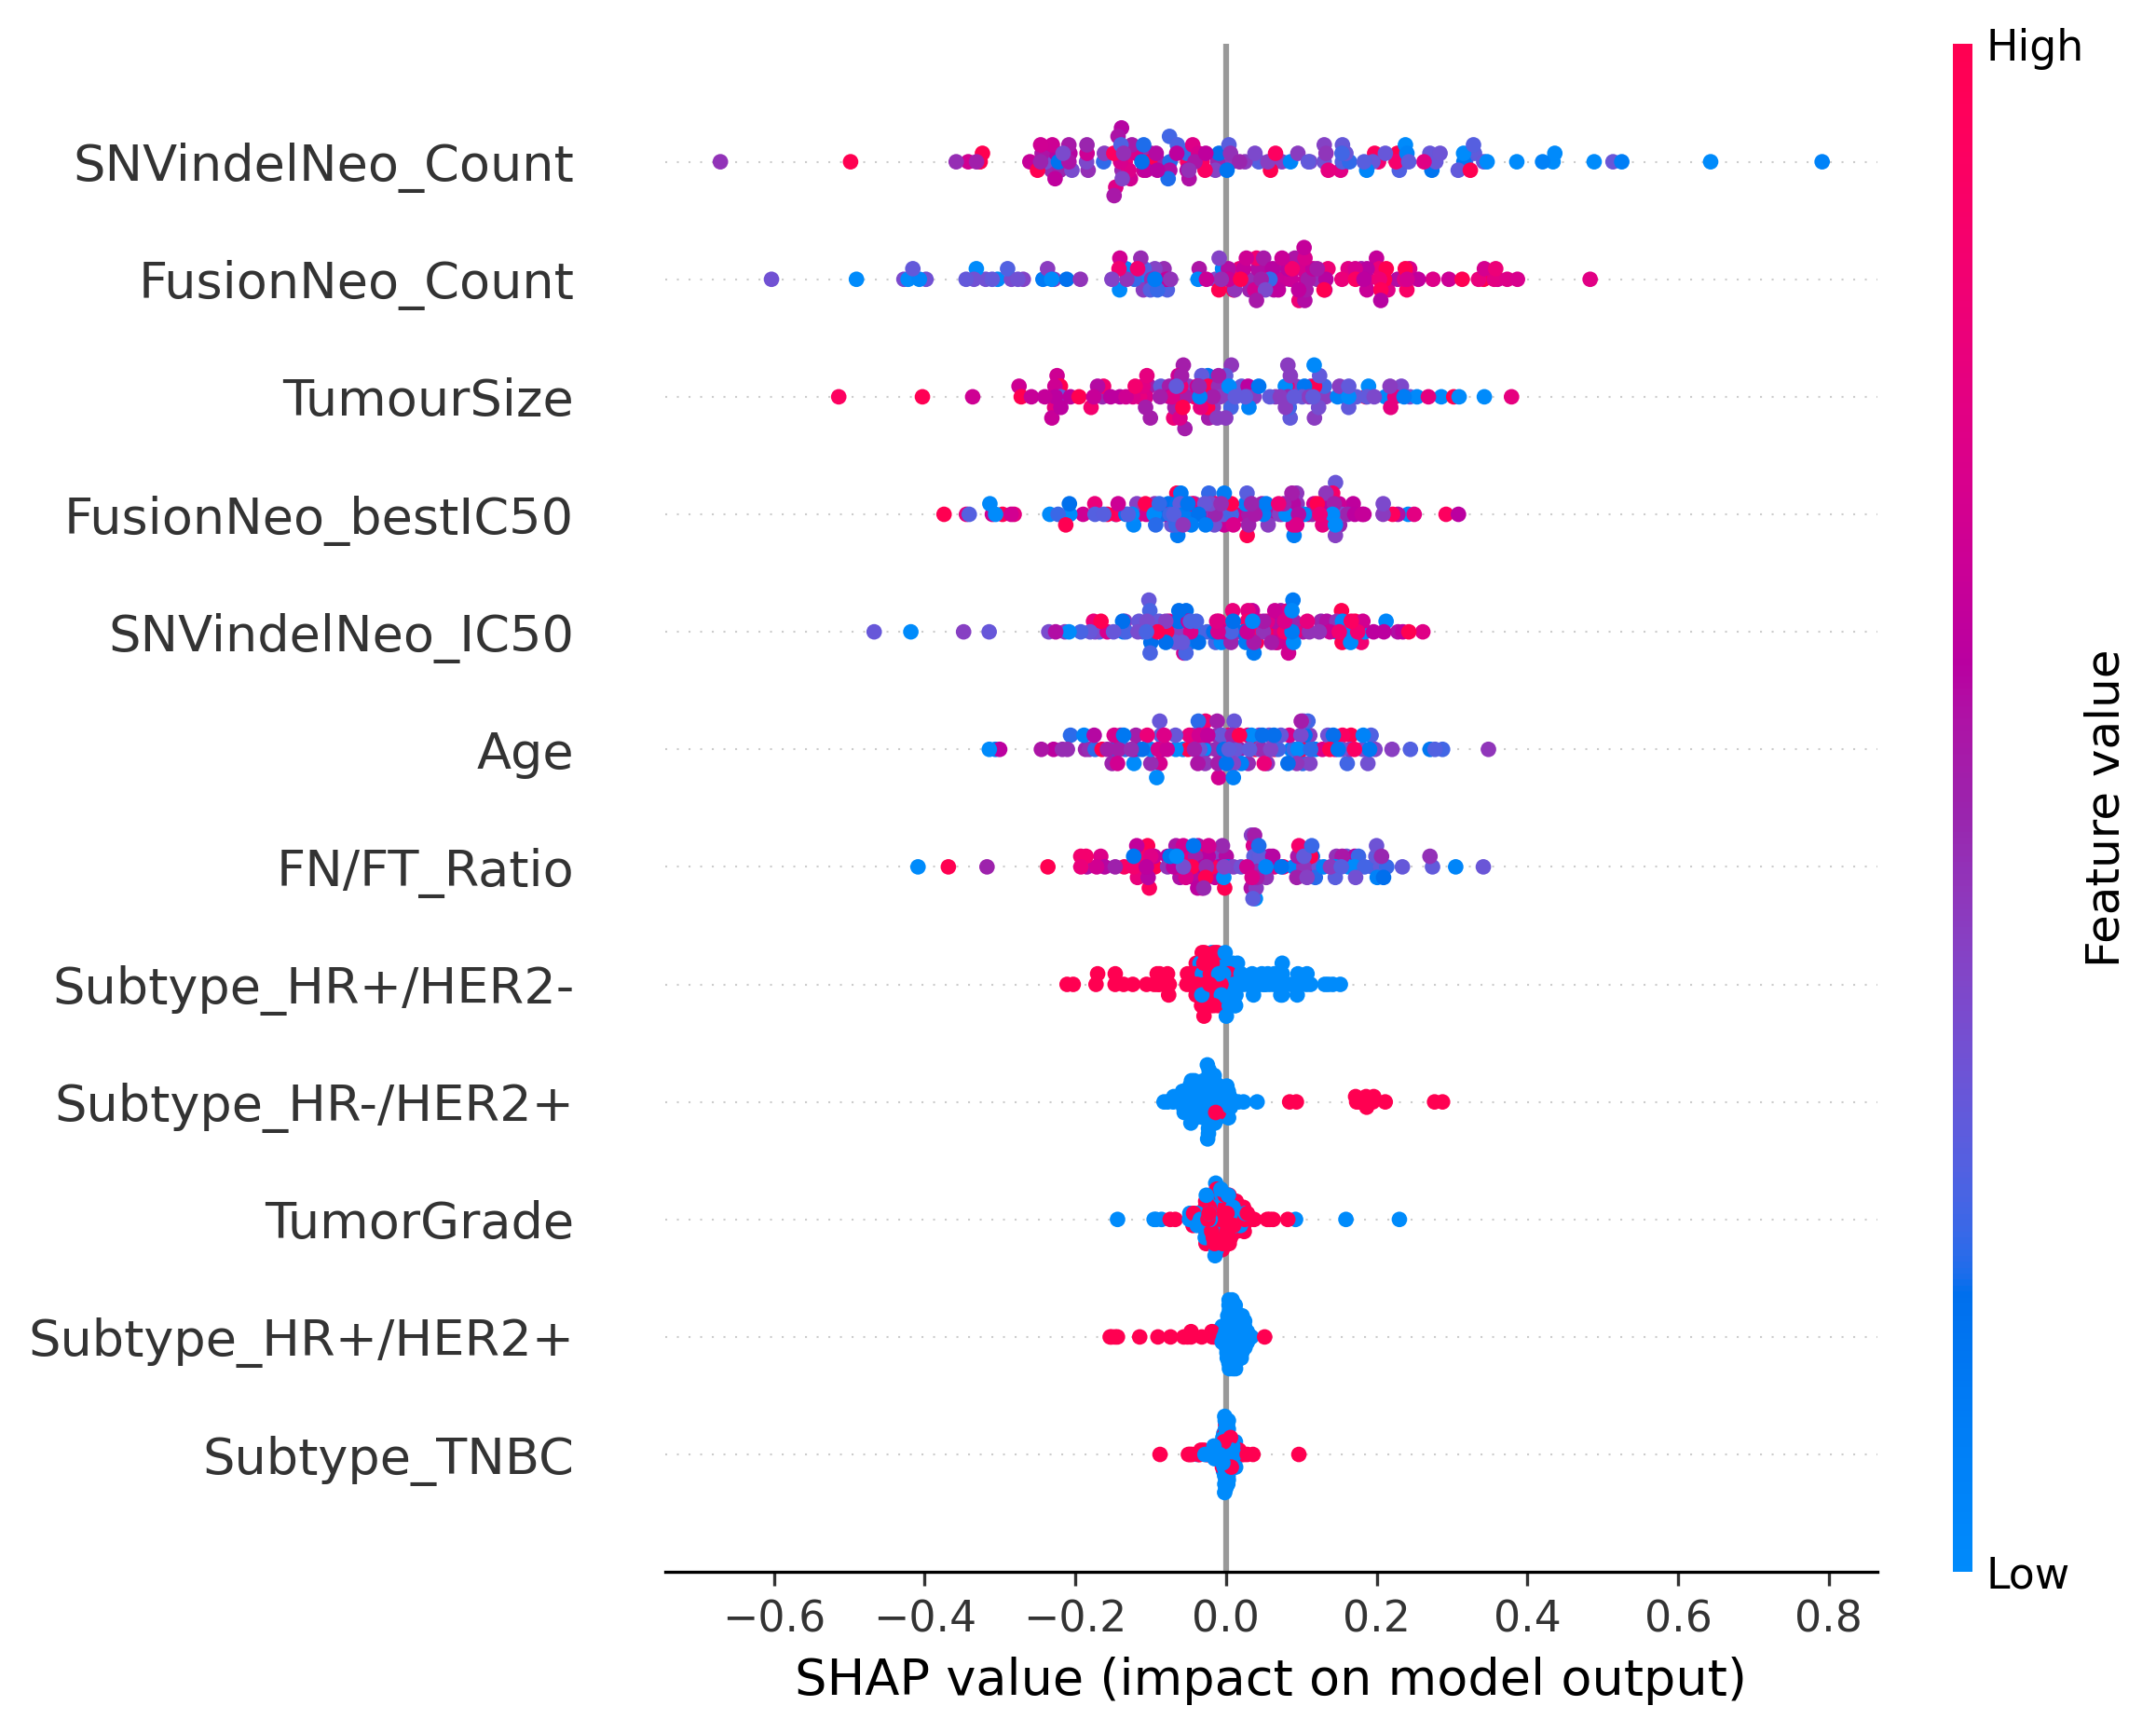 High
SNVindelNeo_Count
FusionNeo_Count
TumourSize
FusionNeo_bestIC50
SNVindelNeo_IC50
Age
FN/FT_Ratio
Subtype_HR+/HER2-
Subtype_HR-/HER2+
TumorGrade
Subtype_HR+/HER2+
Subtype_TNBC
Feature value
Low
−0.6 −0.4 −0.2 0.0 0.2 0.4 0.6 0.8
SHAP value (impact on model output)